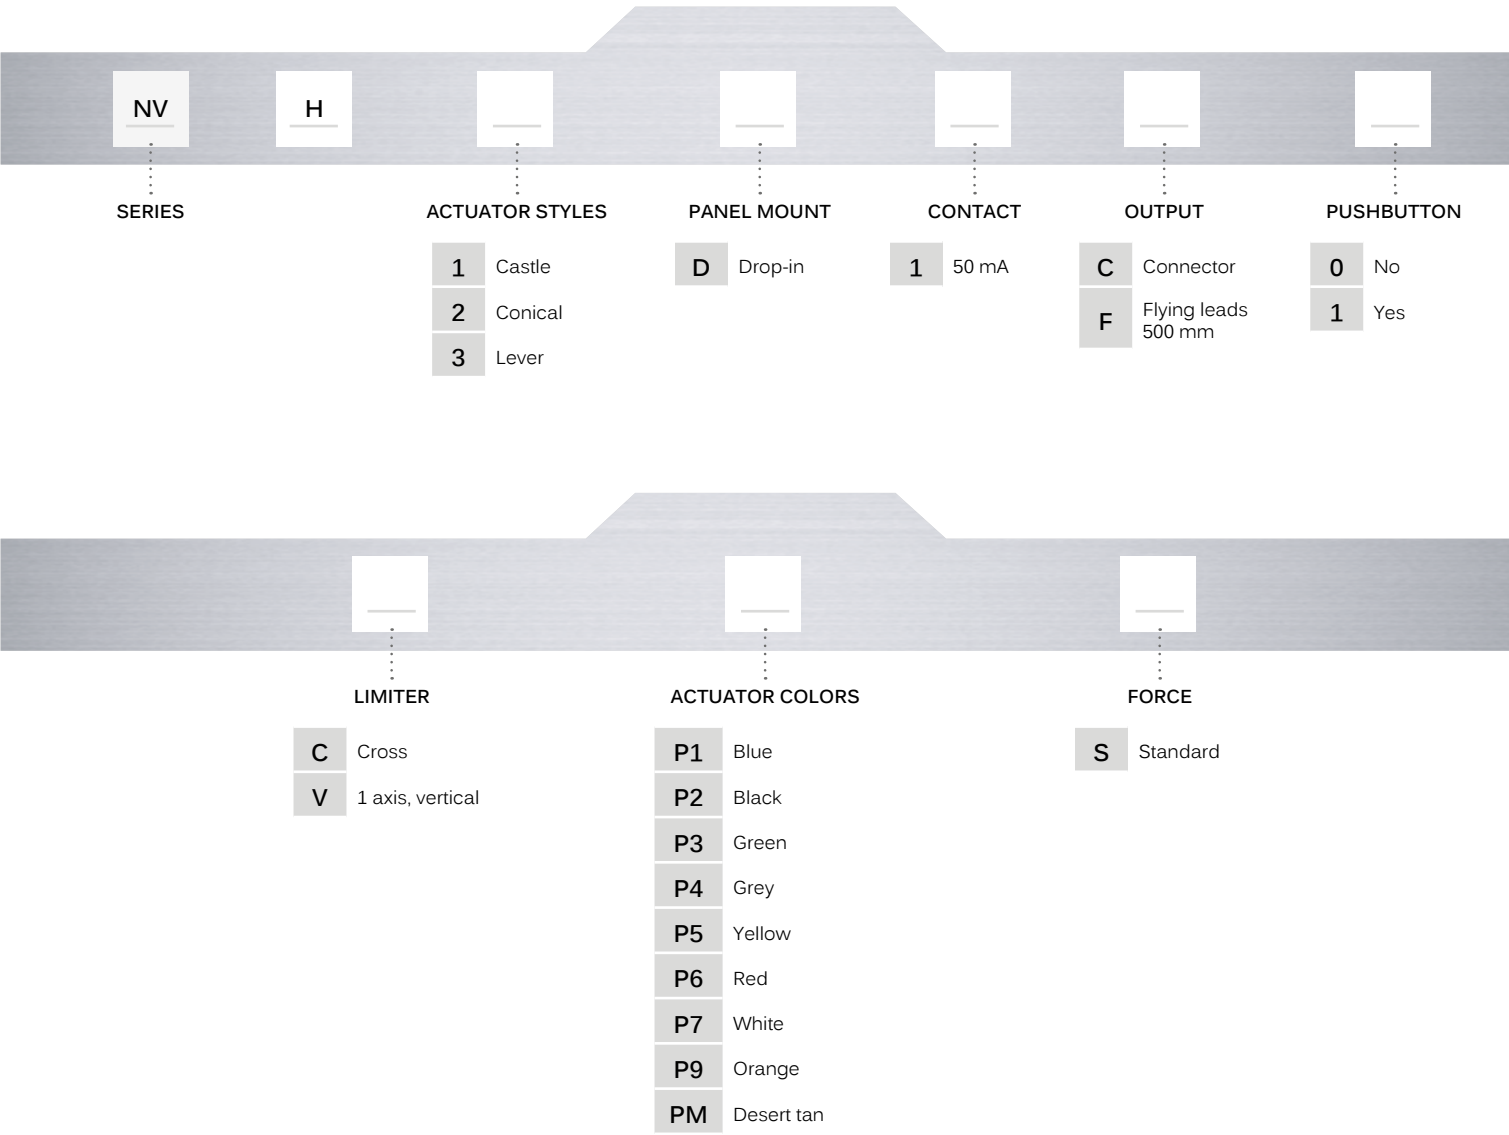 NV
H
SERIES
ACTUATOR STYLES
1 Castle
2 Conical
3 Lever
PANEL MOUNT
D Drop-in
CONTACT
1 50 mA
OUTPUT
C Connector
F Flying leads
500 mm
PUSHBUTTON
0 No
1 Yes
LIMITER
C Cross
V 1 axis, vertical
ACTUATOR COLORS
P1 Blue
P2 Black
P3 Green
P4 Grey
P5 Yellow
P6 Red
P7 White
P9 Orange
PM Desert tan
FORCE
S Standard